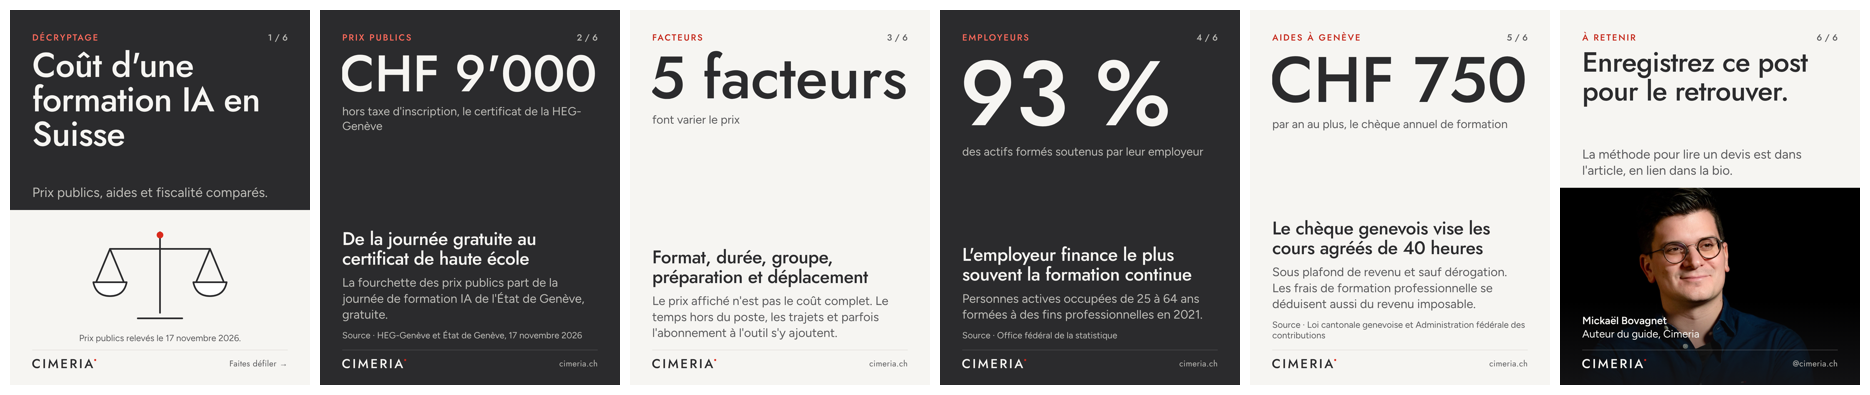 DÉCRYPTAGE
1 / 6
Coût d'une
formation IA en
Suisse
Prix publics, aides et fiscalité comparés.
Prix publics relevés le 17 novembre 2026.
CIMERIA
Faites défiler →
PRIX PUBLICS
2 / 6
CHF 9'000
hors taxe d'inscription, le certificat de la HEG-
Genève
De la journée gratuite au
certificat de haute école
La fourchette des prix publics part de la
journée de formation IA de l'État de Genève,
gratuite.
Source · HEG-Genève et État de Genève, 17 novembre 2026
CIMERIA
cimeria.ch
FACTEURS
3 / 6
5 facteurs
font varier le prix
Format, durée, groupe,
préparation et déplacement
Le prix affiché n'est pas le coût complet. Le
temps hors du poste, les trajets et parfois
l'abonnement à l'outil s'y ajoutent.
CIMERIA
cimeria.ch
EMPLOYEURS
4 / 6
93 %
des actifs formés soutenus par leur employeur
L'employeur finance le plus
souvent la formation continue
Personnes actives occupées de 25 à 64 ans
formées à des fins professionnelles en 2021.
Source · Office fédéral de la statistique
CIMERIA
cimeria.ch
AIDES À GENÈVE
5 / 6
CHF 750
par an au plus, le chèque annuel de formation
Le chèque genevois vise les
cours agréés de 40 heures
Sous plafond de revenu et sauf dérogation.
Les frais de formation professionnelle se
déduisent aussi du revenu imposable.
Source · Loi cantonale genevoise et Administration fédérale des
contributions
CIMERIA
cimeria.ch
À RETENIR
6 / 6
Enregistrez ce post
pour le retrouver.
La méthode pour lire un devis est dans
l'article, en lien dans la bio.
Mickaël Bovagnet
Auteur du guide, Cimeria
CIMERIA
@cimeria.ch